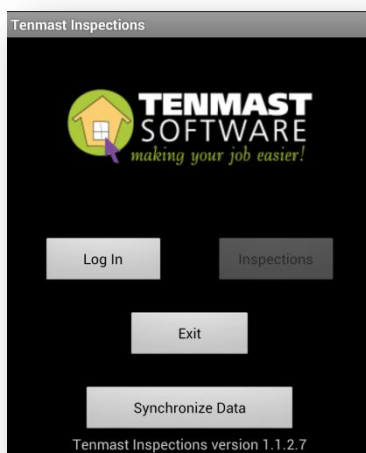 Tenmast Inspections
TENMAST
SOFTWARE
making your job easier!
Log In
Inspections
Exit
Synchronize Data
Tenmast Inspections version 1.1.2.7